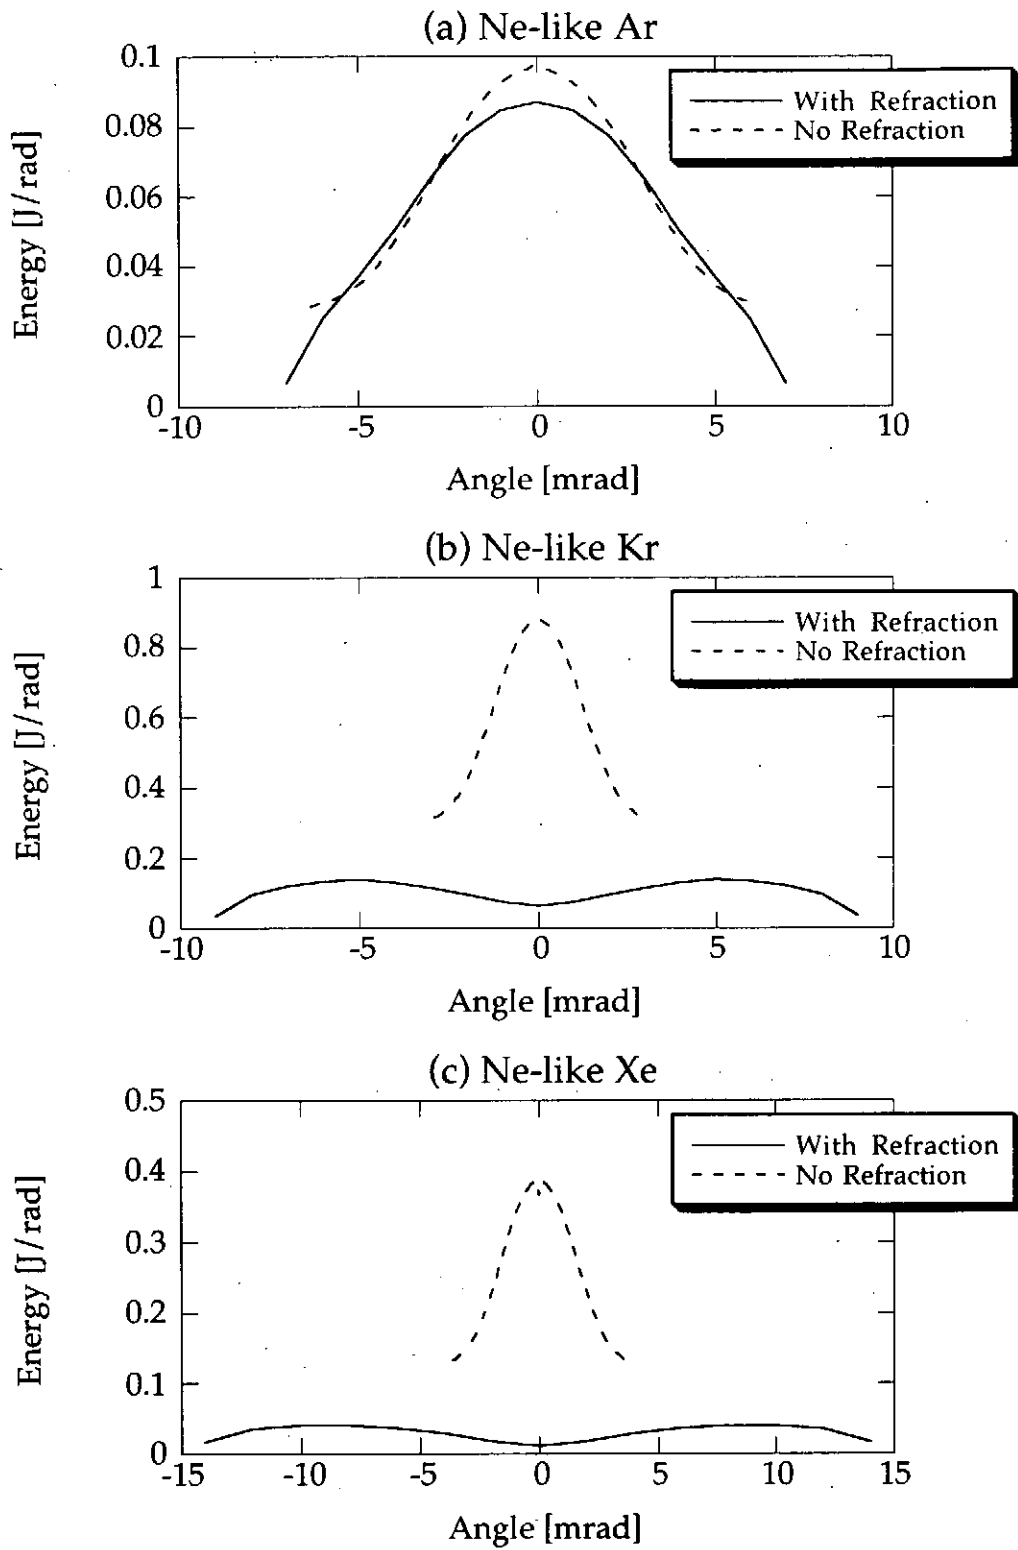 (a) Ne-like Ar
Energy [J/rad]
0.1
0.08
0.06
0.04
0.02
0
-10
-5
0
5
10
Angle [mrad]
With Refraction
No Refraction
(b) Ne-like Kr
Energy [J/rad]
1
0.8
0.6
0.4
0.2
0
-10
-5
0
5
10
Angle [mrad]
With Refraction
No Refraction
(c) Ne-like Xe
Energy [J/rad]
0.5
0.4
0.3
0.2
0.1
0
-15
-10
-5
0
5
10
15
Angle [mrad]
With Refraction
No Refraction